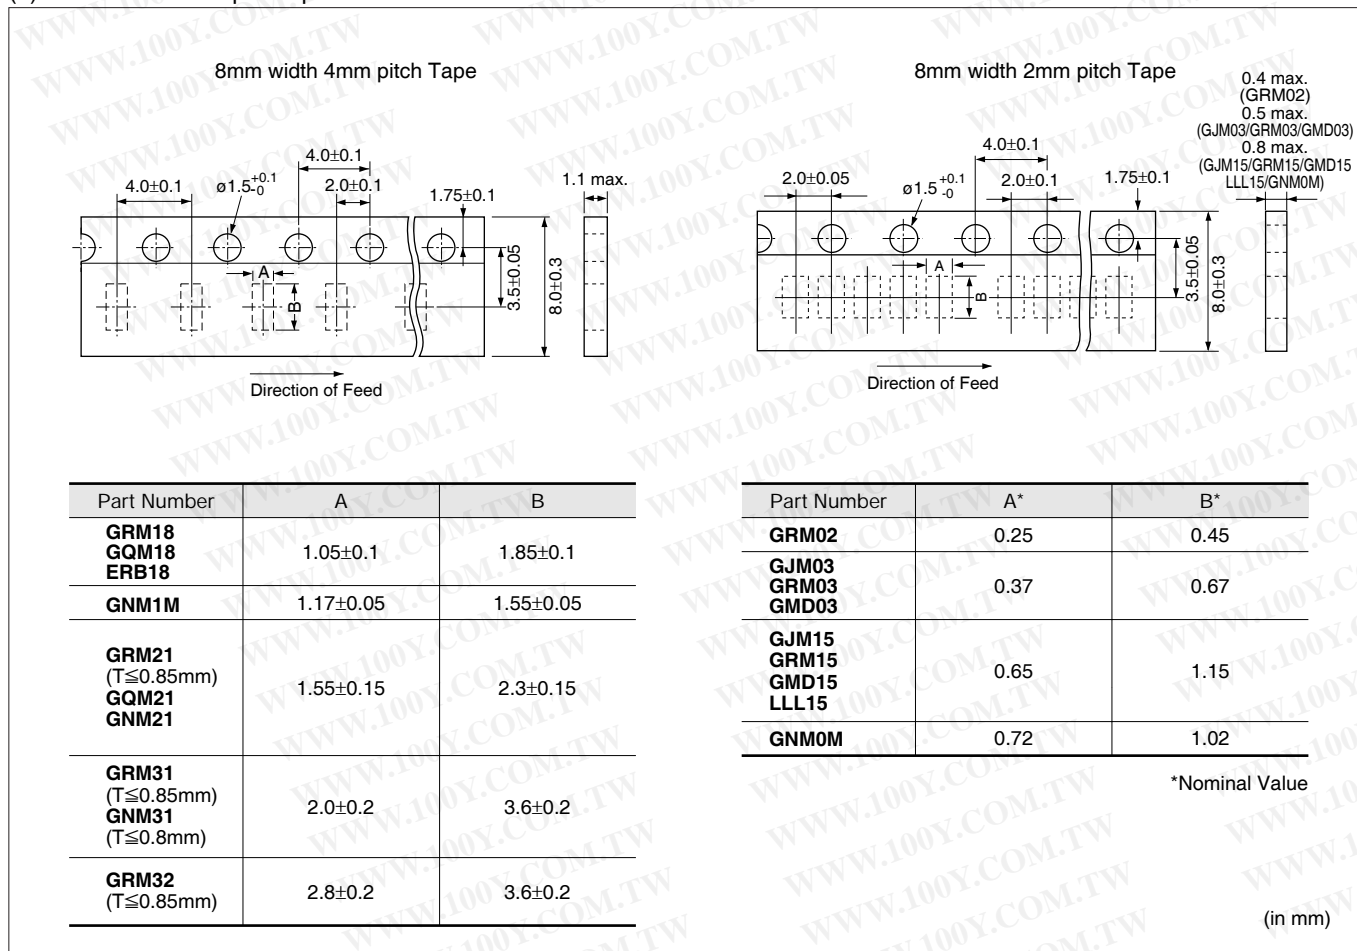 8mm width 4mm pitch Tape
4.0±0.1
4.0±0.1
ø1.5+0.1-0
2.0±0.1
1.75±0.1
1.1 max.
A
B
3.5±0.05
8.0±0.3
Direction of Feed
8mm width 2mm pitch Tape
0.4 max.
(GRM02)
0.5 max.
(GJM03/GRM03/GMD03)
0.8 max.
(GJM15/GRM15/GMD15
LLL15/GNM0M)
4.0±0.1
2.0±0.05
ø1.5+0.1-0
2.0±0.1
1.75±0.1
A
B
3.5±0.05
8.0±0.3
Direction of Feed
Part Number A B
GRM18
GQM18
ERB18
1.05±0.1 1.85±0.1
GNM1M 1.17±0.05 1.55±0.05
GRM21
(T≦0.85mm)
GQM21
GNM21
1.55±0.15 2.3±0.15
GRM31
(T≦0.85mm)
GNM31
(T≦0.8mm)
2.0±0.2 3.6±0.2
GRM32
(T≦0.85mm)
2.8±0.2 3.6±0.2
Part Number A* B*
GRM02 0.25 0.45
GJM03
GRM03
GMD03
0.37 0.67
GJM15
GRM15
GMD15
LLL15
0.65 1.15
GNM0M 0.72 1.02
*Nominal Value
(in mm)
WWW.100Y.COM.TW